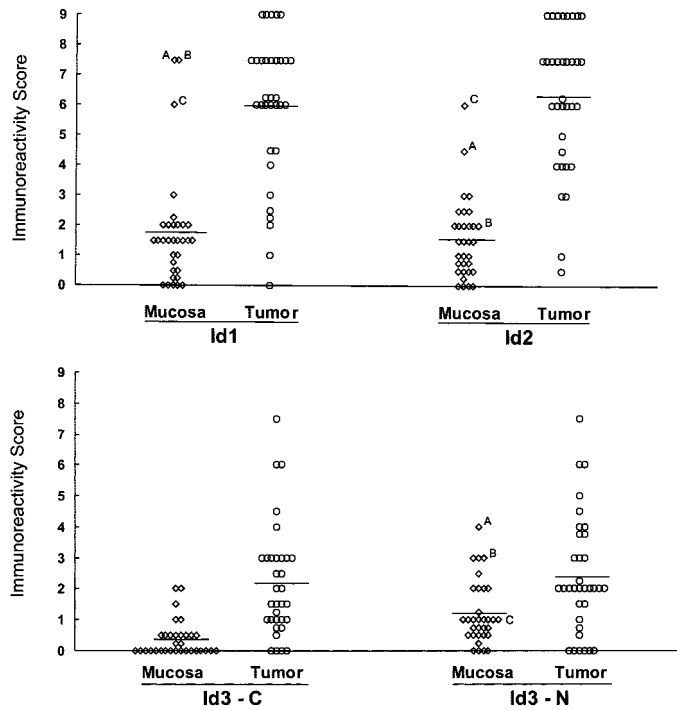 9
8
7
6
5
4
3
2
1
0
Immunoreactivity Score
A B
C
C
A
B
Mucosa Tumor
Id1
Mucosa Tumor
Id2
9
8
7
6
5
4
3
2
1
0
Immunoreactivity Score
A
B
C
Mucosa Tumor
Id3 - C
Mucosa Tumor
Id3 - N